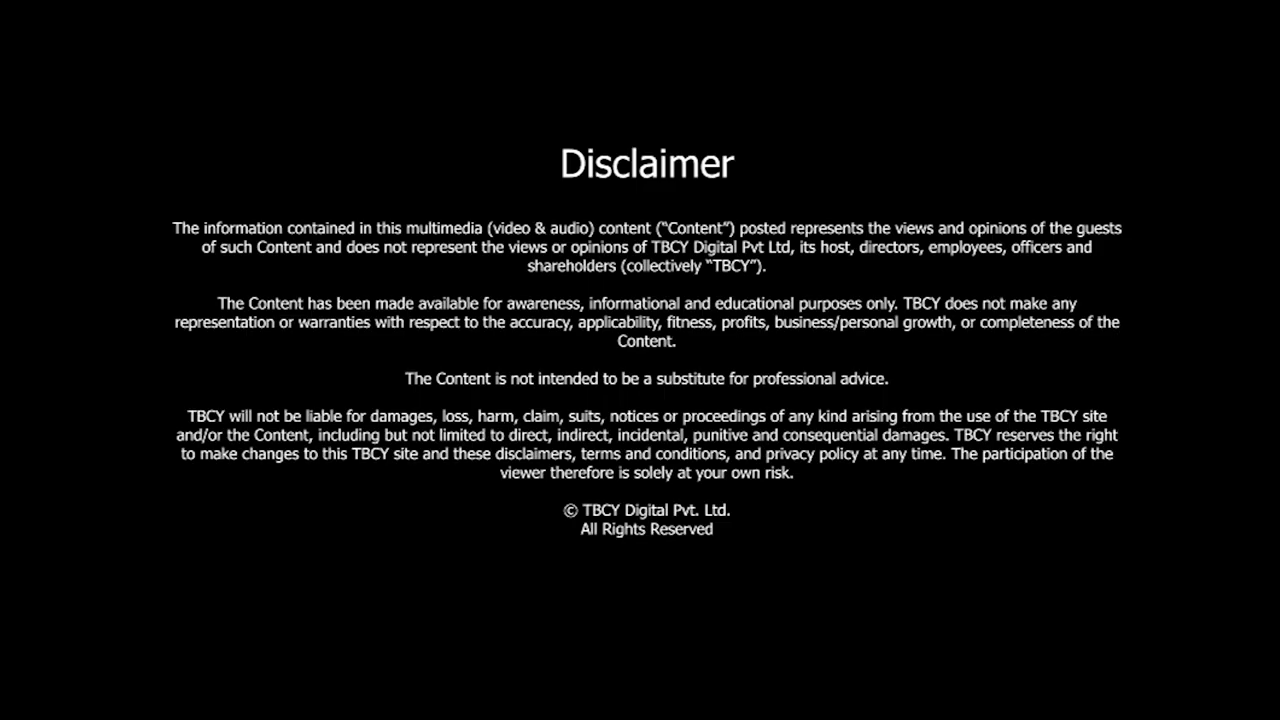 Disclaimer
The information contained in this multimedia (video & audio) content (“Content”) posted represents the views and opinions of the guests
of such Content and does not represent the views or opinions of TBCY Digital Pvt Ltd, its host, directors, employees, officers and
shareholders (collectively “TBCY”).
The Content has been made available for awareness, informational and educational purposes only. TBCY does not make any
representation or warranties with respect to the accuracy, applicability, fitness, profits, business/personal growth, or completeness of the
Content.
The Content is not intended to be a substitute for professional advice.
TBCY will not be liable for damages, loss, harm, claim, suits, notices or proceedings of any kind arising from the use of the TBCY site
and/or the Content, including but not limited to direct, indirect, incidental, punitive and consequential damages. TBCY reserves the right
to make changes to this TBCY site and these disclaimers, terms and conditions, and privacy policy at any time. The participation of the
viewer therefore is solely at your own risk.
© TBCY Digital Pvt. Ltd.
All Rights Reserved